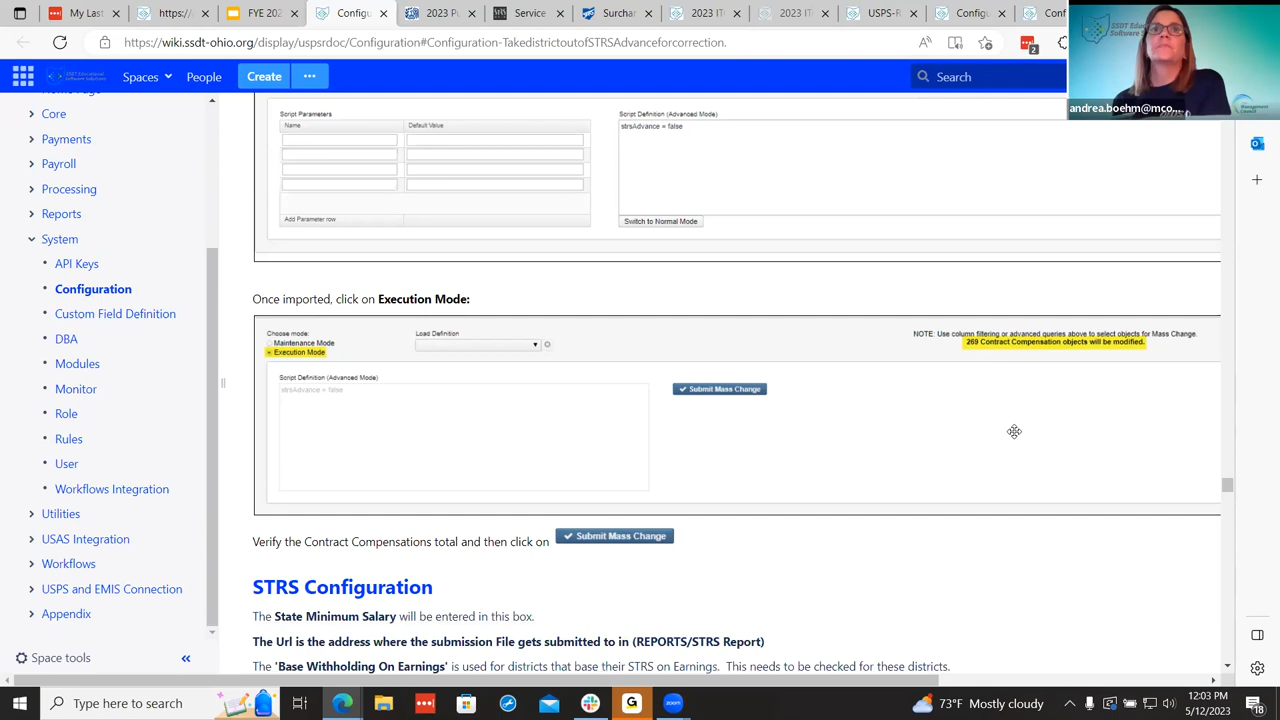 My Last
https://
FYE 202
Config
2023 Po
Service
Surchar
2023 IT
2023 IT
USPS-R
Config
Conf
https://wiki.ssdt-ohio.org/display/uspsrdoc/Configuration#Configuration-TakedistrictoutofSTRSAdvanceforcorrection.
2
Spaces
People
Create
Search
andrea.boehm@mco...
Core
Payments
Payroll
Processing
Reports
System
API Keys
Configuration
Custom Field Definition
DBA
Modules
Monitor
Role
Rules
User
Workflows Integration
Utilities
USAS Integration
Workflows
USPS and EMIS Connection
Appendix
Space tools
Script Parameters
Name Default Value
Add Parameter row
Script Definition (Advanced Mode)
strsAdvance = false
Switch to Normal Mode
Once imported, click on Execution Mode:
Choose mode:
Maintenance Mode
Execution Mode
Load Definition
NOTE: Use column filtering or advanced queries above to select objects for Mass Change.
269 Contract Compensation objects will be modified.
Script Definition (Advanced Mode)
strsAdvance = false
Submit Mass Change
Verify the Contract Compensations total and then click on Submit Mass Change
STRS Configuration
The State Minimum Salary will be entered in this box.
The Url is the address where the submission File gets submitted to in (REPORTS/STRS Report)
The 'Base Withholding On Earnings' is used for districts that base their STRS on Earnings. This needs to be checked for these districts.
Type here to search
zoom
73°F Mostly cloudy
12:03 PM
5/12/2023
18